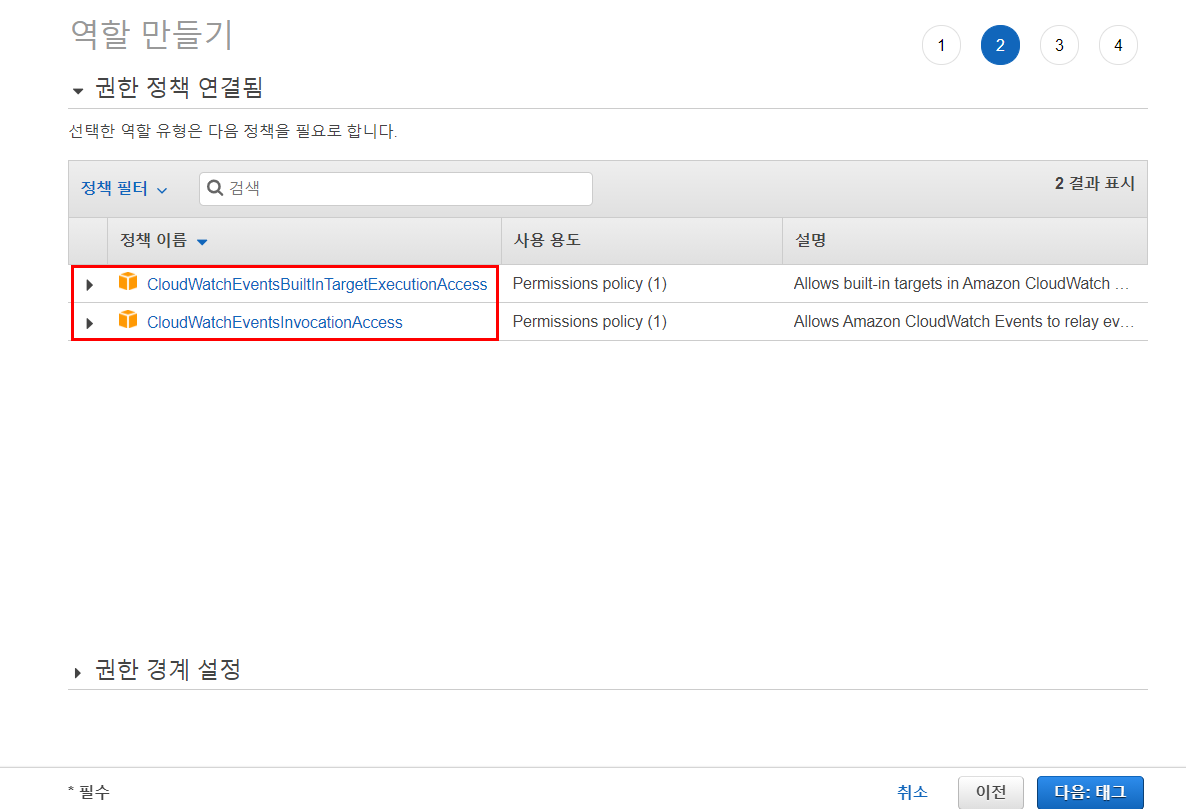 역할 만들기
1 2 3 4
권한 정책 연결됨
선택한 역할 유형은 다음 정책을 필요로 합니다.
정책 필터 검색 2 결과 표시
정책 이름 사용 용도 설명
CloudWatchEventsBuiltInTargetExecutionAccess Permissions policy (1) Allows built-in targets in Amazon CloudWatch …
CloudWatchEventsInvocationAccess Permissions policy (1) Allows Amazon CloudWatch Events to relay ev…
권한 경계 설정
* 필수 취소 이전 다음: 태그